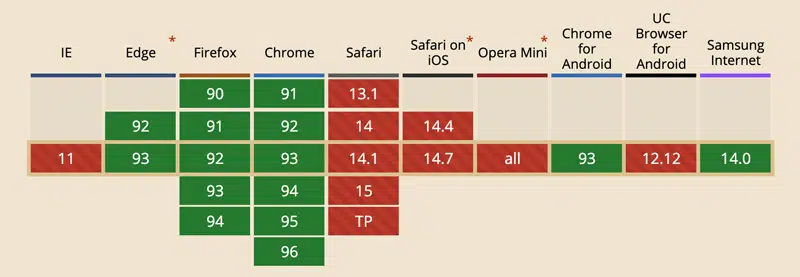 IE Edge * Firefox Chrome Safari Safari on iOS * Opera Mini * Chrome for Android UC Browser for Android Samsung Internet
90 91 13.1
92 91 92 14 14.4
11 93 92 93 14.1 14.7 all 93 12.12 14.0
93 94 15
94 95 TP
96